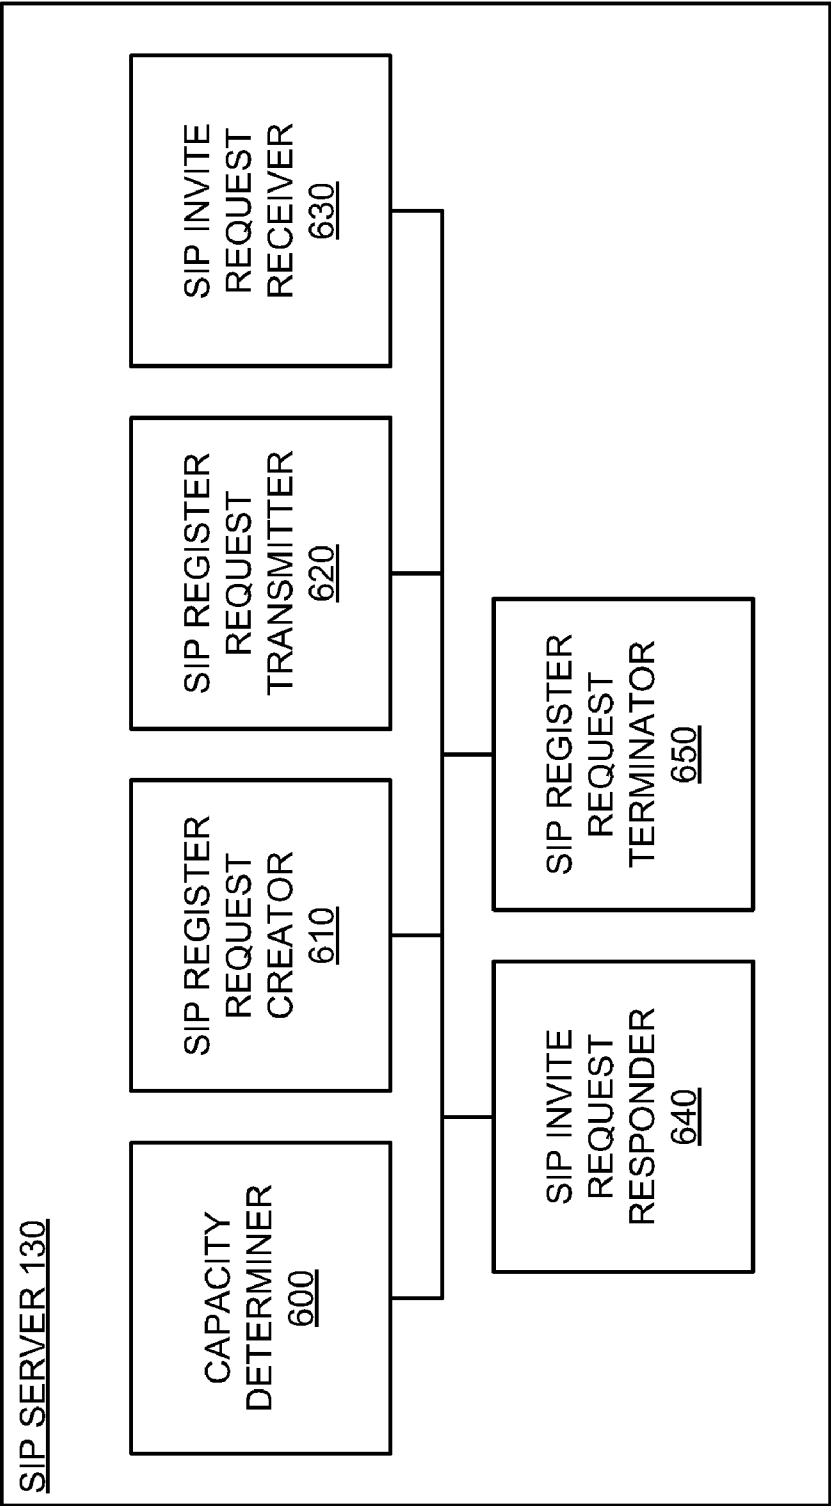 SIP SERVER 130
CAPACITY
DETERMINER
600
SIP REGISTER
REQUEST
CREATOR
610
SIP REGISTER
REQUEST
TRANSMITTER
620
SIP INVITE
REQUEST
RECEIVER
630
SIP INVITE
REQUEST
RESPONDER
640
SIP REGISTER
REQUEST
TERMINATOR
650